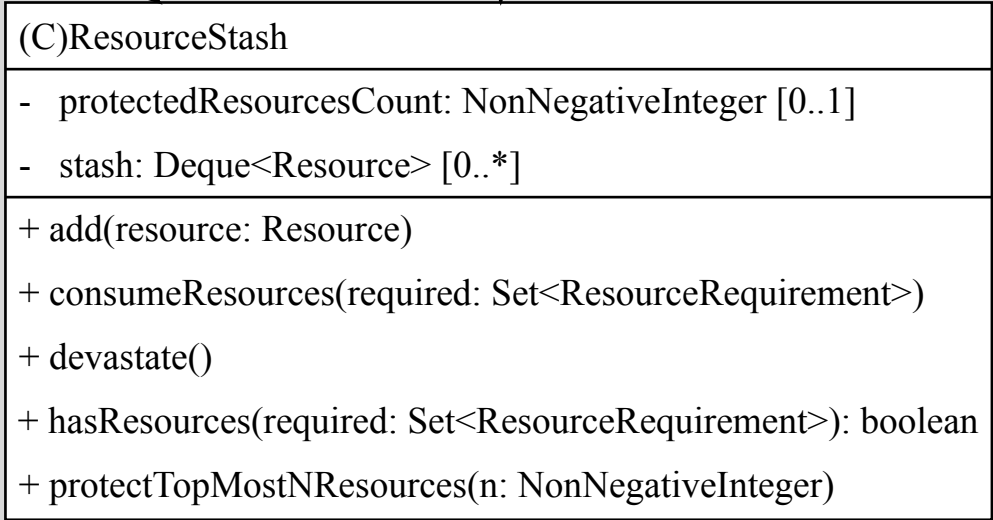 (C)ResourceStash
- protectedResourcesCount: NonNegativeInteger [0..1]
- stash: Deque<Resource> [0..*]
+ add(resource: Resource)
+ consumeResources(required: Set<ResourceRequirement>)
+ devastate()
+ hasResources(required: Set<ResourceRequirement>): boolean
+ protectTopMostNResources(n: NonNegativeInteger)